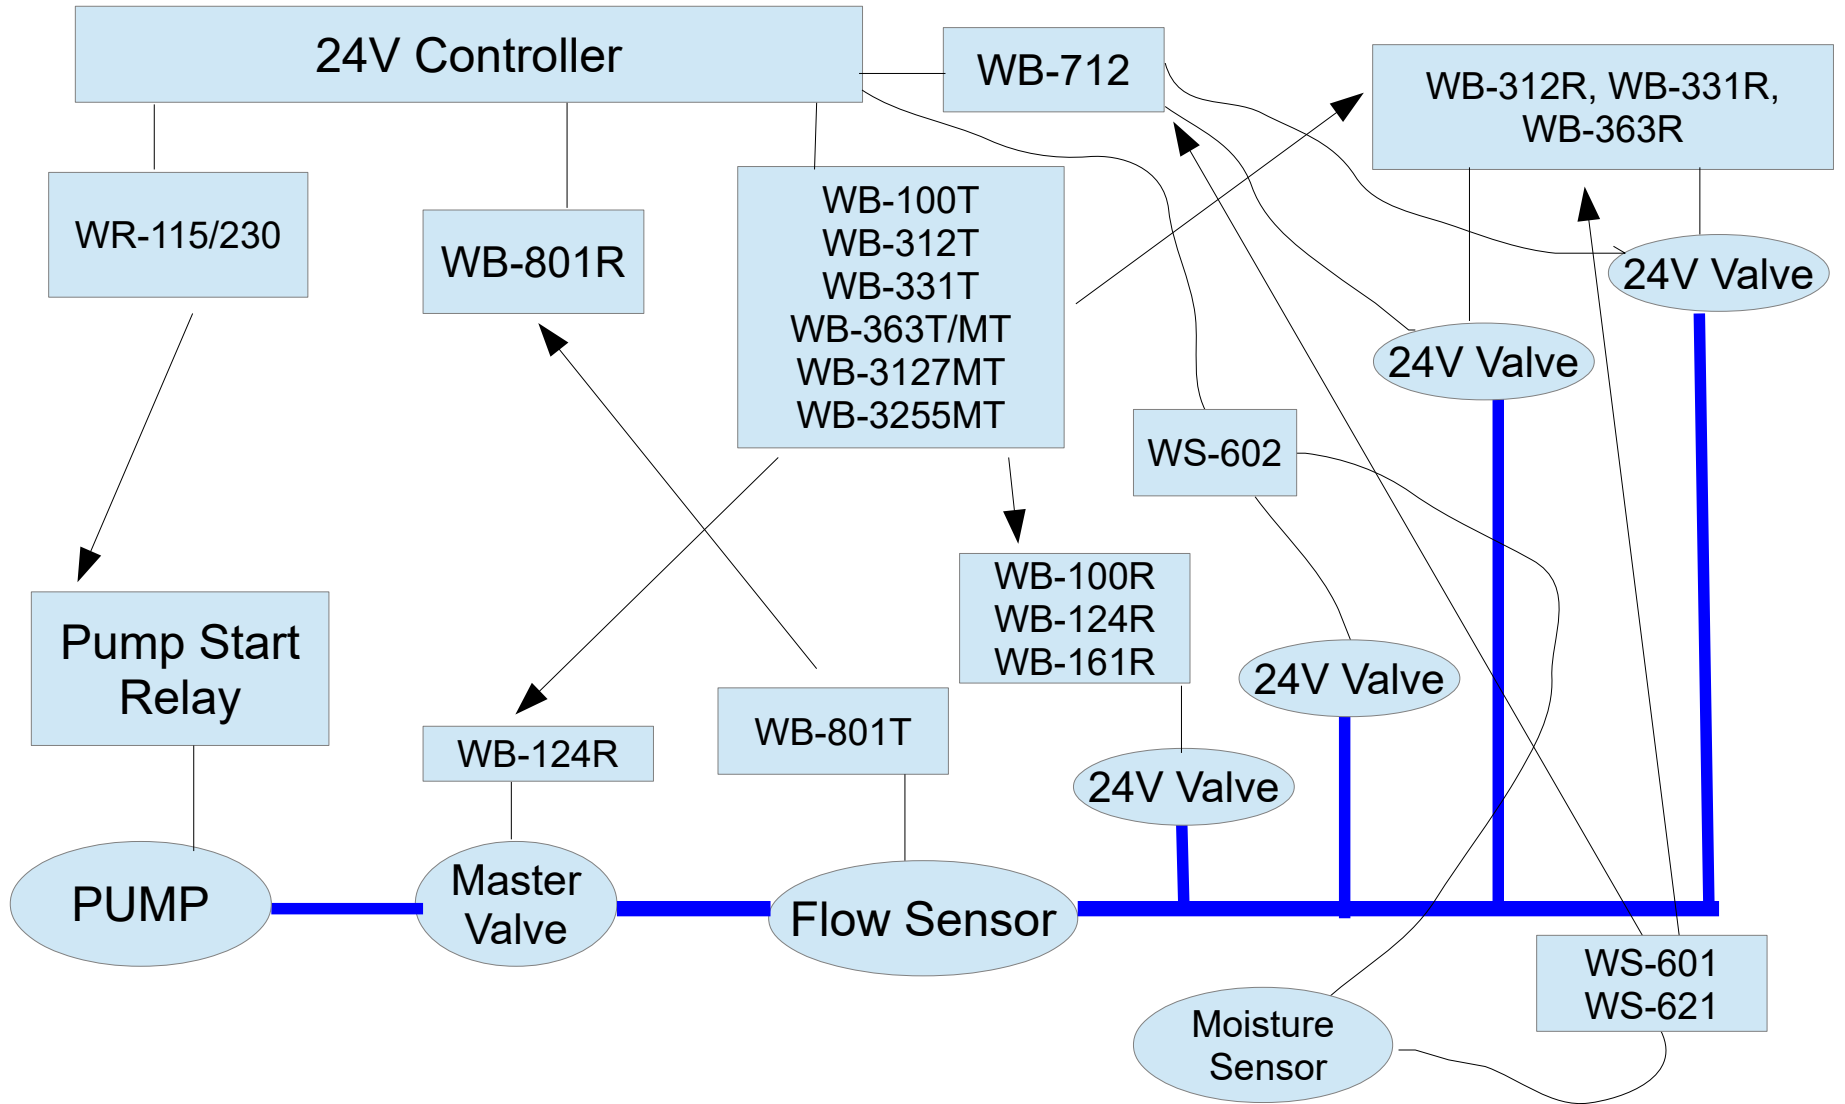 24V Controller
WB-712
WB-312R, WB-331R,
WB-363R
WR-115/230
WB-801R
WB-100T
WB-312T
WB-331T
WB-363T/MT
WB-3127MT
WB-3255MT
24V Valve
24V Valve
WS-602
WB-100R
WB-124R
WB-161R
Pump Start
Relay
24V Valve
WB-124R
WB-801T
24V Valve
PUMP
Master
Valve
Flow Sensor
WS-601
WS-621
Moisture
Sensor